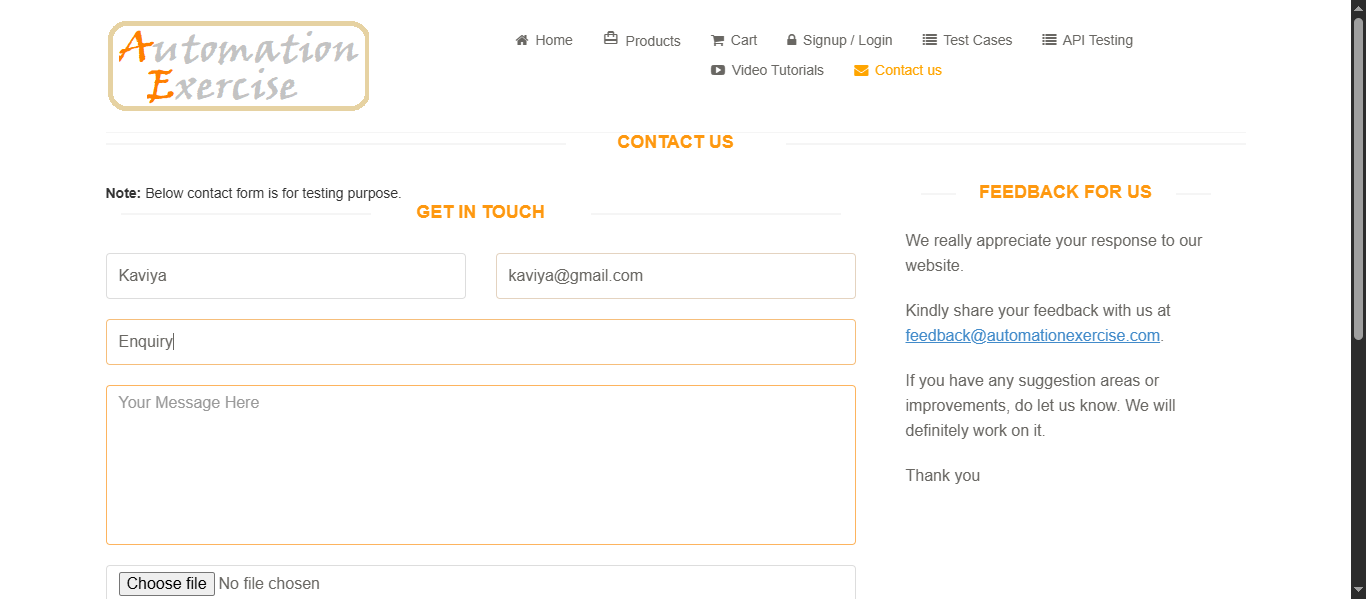 Automation
Exercise
Home Products Cart Signup / Login Test Cases API Testing
Video Tutorials Contact us
CONTACT US
Note: Below contact form is for testing purpose.
GET IN TOUCH
Kaviya kaviya@gmail.com
Enquiry
Your Message Here
Choose file No file chosen
FEEDBACK FOR US
We really appreciate your response to our
website.
Kindly share your feedback with us at
feedback@automationexercise.com.
If you have any suggestion areas or
improvements, do let us know. We will
definitely work on it.
Thank you